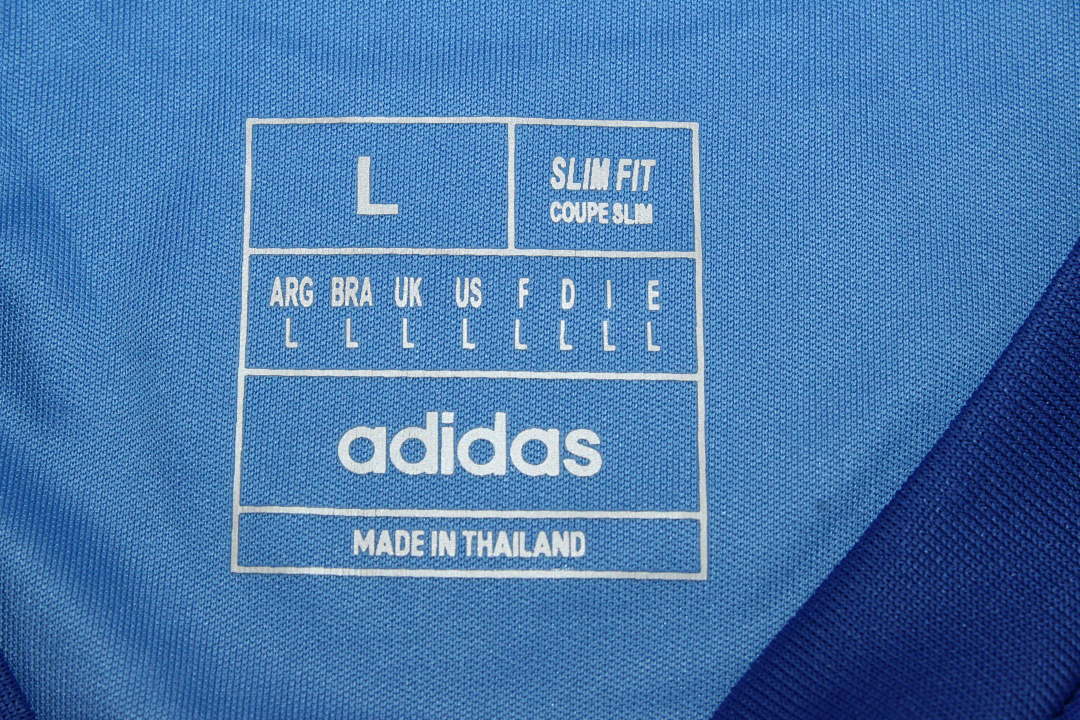 L
SLIM FIT
COUPE SLIM
ARG BRA UK US F D I E
L L L L L L L L
adidas
MADE IN THAILAND